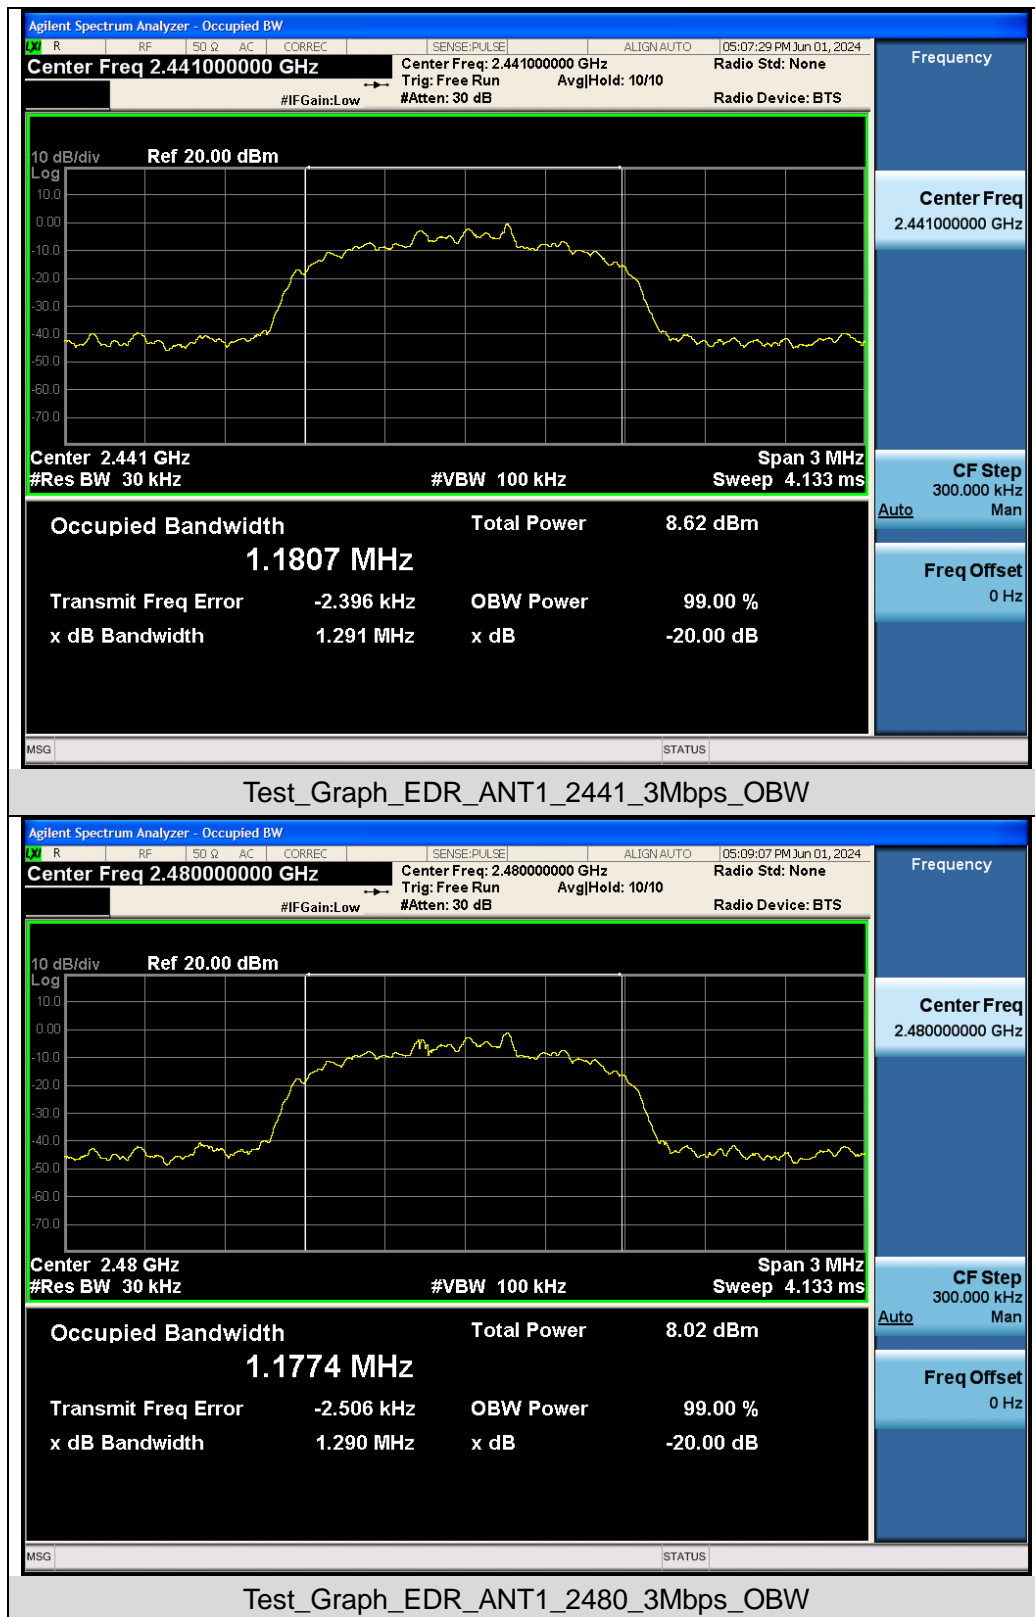 Agilent Spectrum Analyzer - Occupied BW
LXI R RF 50 Ω AC CORREC SENSE:PULSE ALIGN AUTO 05:07:29 PM Jun 01, 2024
Center Freq 2.441000000 GHz
Center Freq: 2.441000000 GHz Radio Std: None
Trig: Free Run Avg|Hold: 10/10
#IFGain:Low #Atten: 30 dB Radio Device: BTS
Frequency
10 dB/div Ref 20.00 dBm
Log
10.0
0.00
-10.0
-20.0
-30.0
-40.0
-50.0
-60.0
-70.0
Center Freq
2.441000000 GHz
Center 2.441 GHz Span 3 MHz
#Res BW 30 kHz #VBW 100 kHz Sweep 4.133 ms
CF Step
300.000 kHz
Auto Man
Occupied Bandwidth Total Power 8.62 dBm
1.1807 MHz
Transmit Freq Error -2.396 kHz OBW Power 99.00 %
x dB Bandwidth 1.291 MHz x dB -20.00 dB
Freq Offset
0 Hz
MSG STATUS
Test_Graph_EDR_ANT1_2441_3Mbps_OBW
Agilent Spectrum Analyzer - Occupied BW
LXI R RF 50 Ω AC CORREC SENSE:PULSE ALIGN AUTO 05:09:07 PM Jun 01, 2024
Center Freq 2.480000000 GHz
Center Freq: 2.480000000 GHz Radio Std: None
Trig: Free Run Avg|Hold: 10/10
#IFGain:Low #Atten: 30 dB Radio Device: BTS
Frequency
10 dB/div Ref 20.00 dBm
Log
10.0
0.00
-10.0
-20.0
-30.0
-40.0
-50.0
-60.0
-70.0
Center Freq
2.480000000 GHz
Center 2.48 GHz Span 3 MHz
#Res BW 30 kHz #VBW 100 kHz Sweep 4.133 ms
CF Step
300.000 kHz
Auto Man
Occupied Bandwidth Total Power 8.02 dBm
1.1774 MHz
Transmit Freq Error -2.506 kHz OBW Power 99.00 %
x dB Bandwidth 1.290 MHz x dB -20.00 dB
Freq Offset
0 Hz
MSG STATUS
Test_Graph_EDR_ANT1_2480_3Mbps_OBW